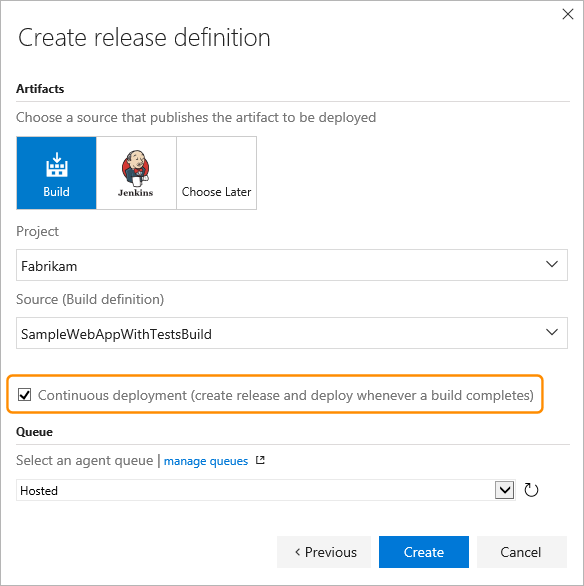 Create release definition
Artifacts
Choose a source that publishes the artifact to be deployed
Build
Jenkins
Choose Later
Project
Fabrikam
Source (Build definition)
SampleWebAppWithTestsBuild
Continuous deployment (create release and deploy whenever a build completes)
Queue
Select an agent queue | manage queues
Hosted
Previous
Create
Cancel